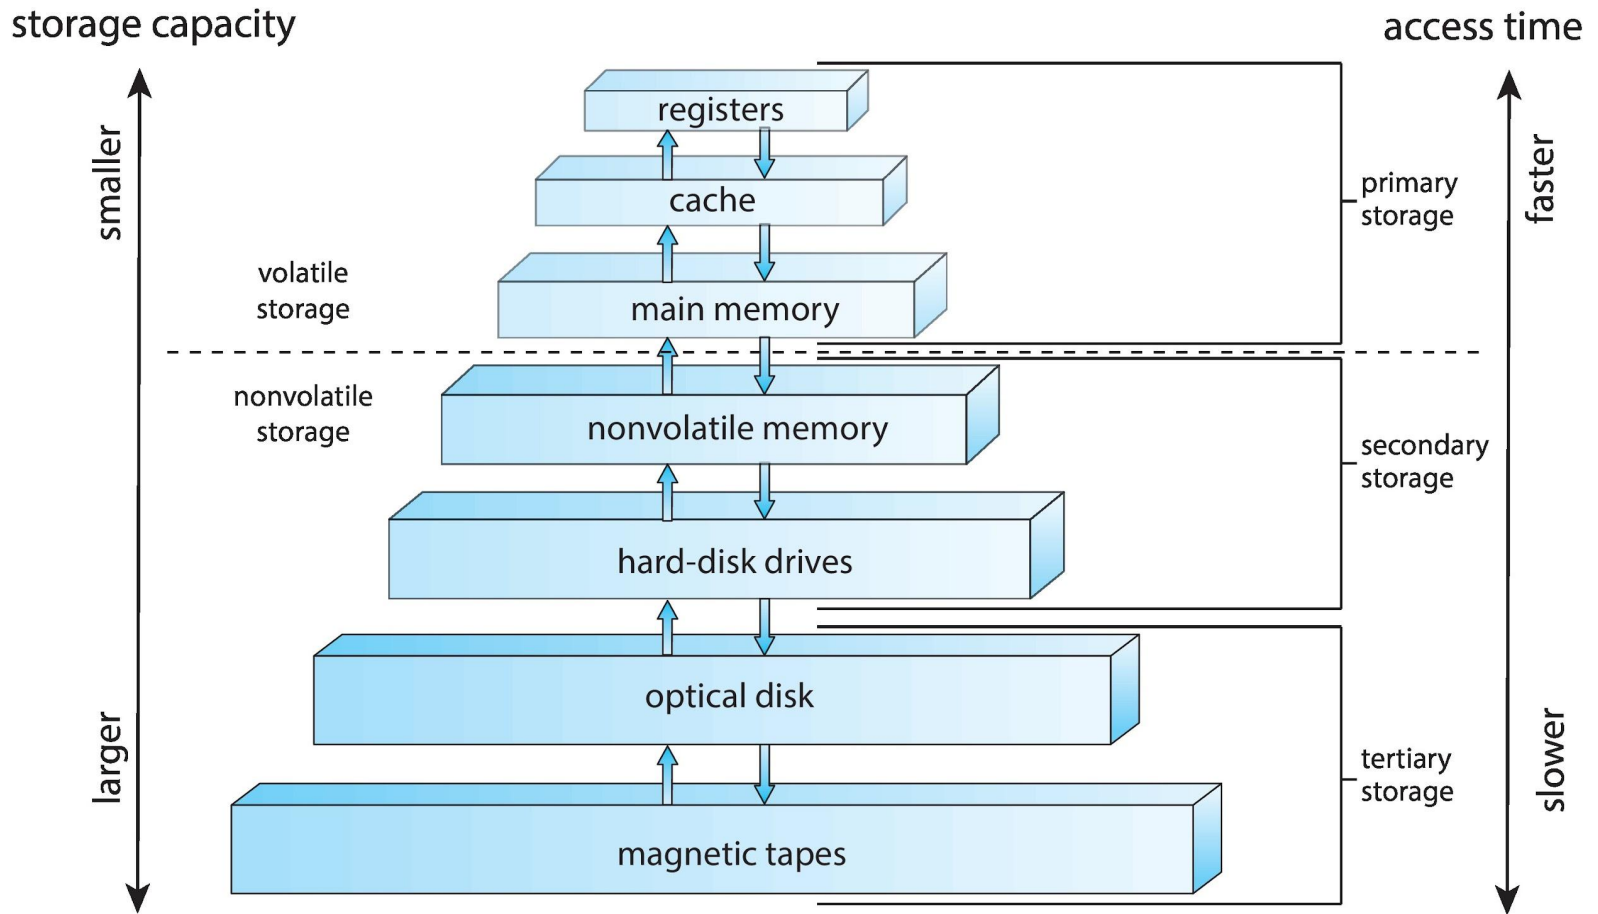 storage capacity
access time
smaller
larger
registers
cache
main memory
nonvolatile memory
hard-disk drives
optical disk
magnetic tapes
volatile
storage
nonvolatile
storage
primary
storage
secondary
storage
tertiary
storage
faster
slower